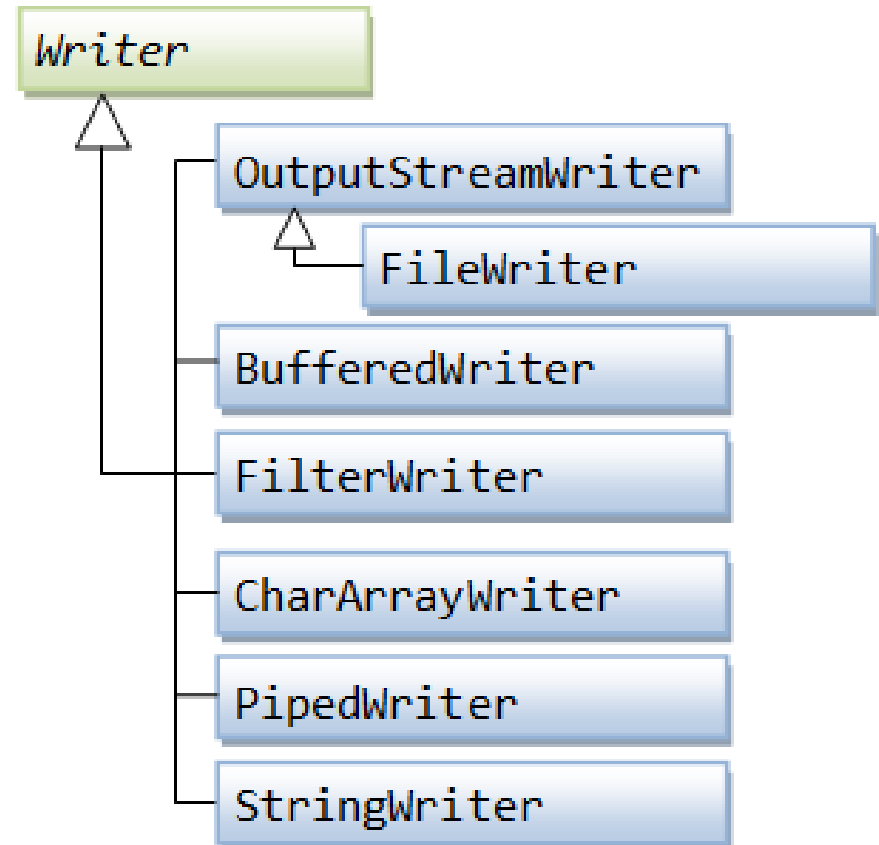 Writer
OutputStreamWriter
FileWriter
BufferedWriter
FilterWriter
CharArrayWriter
PipedWriter
StringWriter